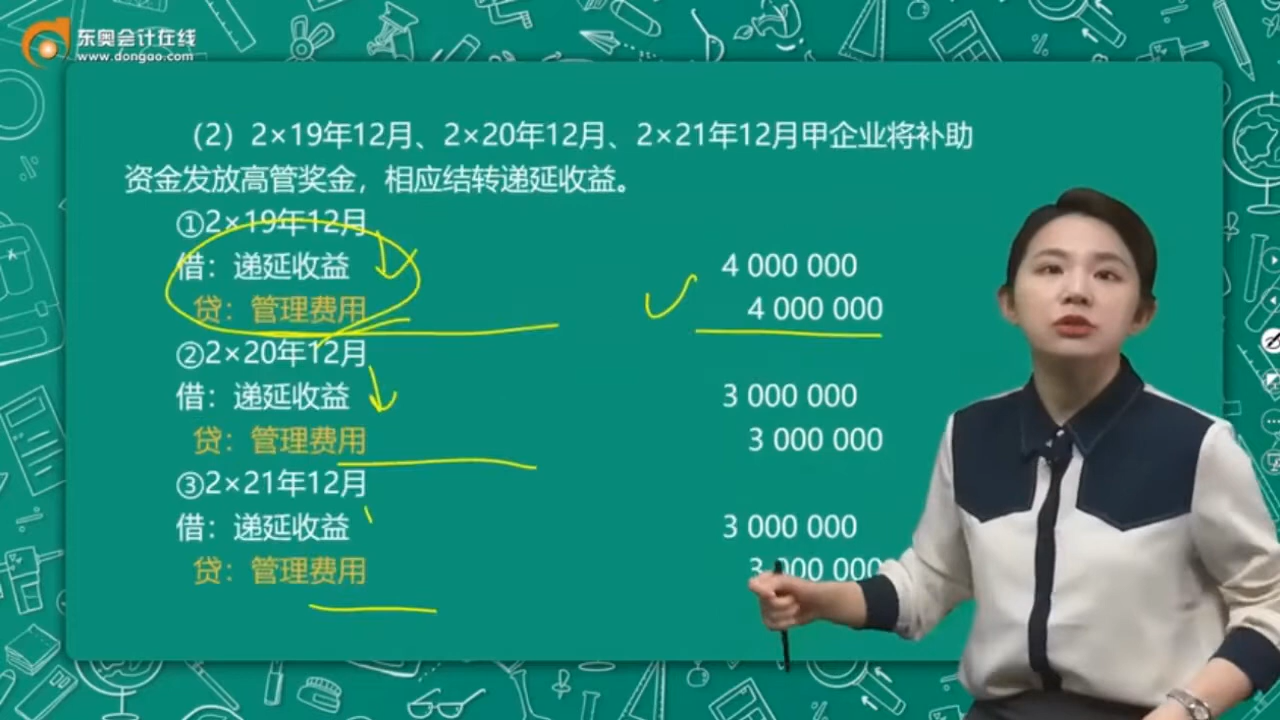 东奥会计在线
www.dongao.com
（2）2×19年12月、2×20年12月、2×21年12月甲企业将补助
资金发放高管奖金，相应结转递延收益。
①2×19年12月
借：递延收益 4 000 000
贷：管理费用 4 000 000
②2×20年12月
借：递延收益 3 000 000
贷：管理费用 3 000 000
③2×21年12月
借：递延收益 3 000 000
贷：管理费用 3 000 000